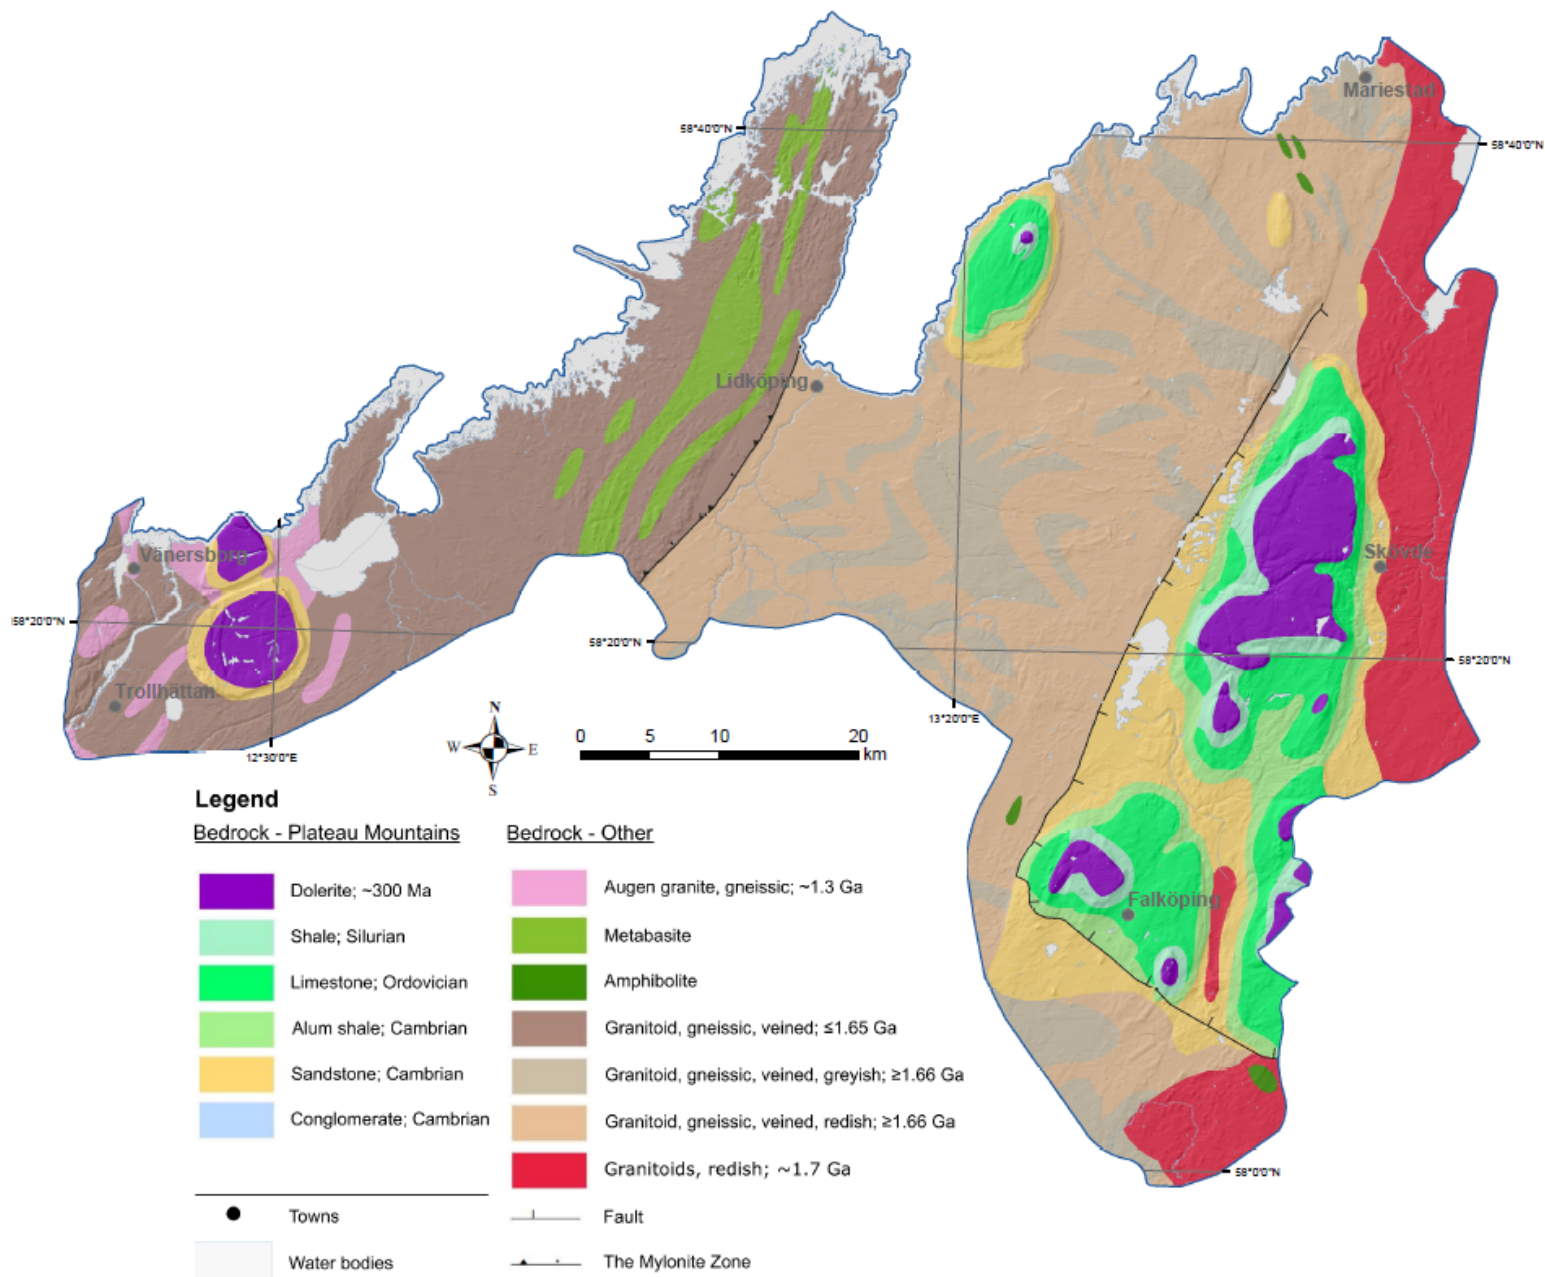 Mariestad
58°40'0"N
58°40'0"N
Lidköping
Vänersborg
Skövde
58°20'0"N
58°20'0"N
58°20'0"N
Trollhättan
13°20'0"E
12°30'0"E
N
W E
S
0 5 10 20
km
Falköping
58°0'0"N
Legend
Bedrock - Plateau Mountains
Dolerite; ~300 Ma
Shale; Silurian
Limestone; Ordovician
Alum shale; Cambrian
Sandstone; Cambrian
Conglomerate; Cambrian
Towns
Water bodies
Bedrock - Other
Augen granite, gneissic; ~1.3 Ga
Metabasite
Amphibolite
Granitoid, gneissic, veined; ≤1.65 Ga
Granitoid, gneissic, veined, greyish; ≥1.66 Ga
Granitoid, gneissic, veined, redish; ≥1.66 Ga
Granitoids, redish; ~1.7 Ga
Fault
The Mylonite Zone